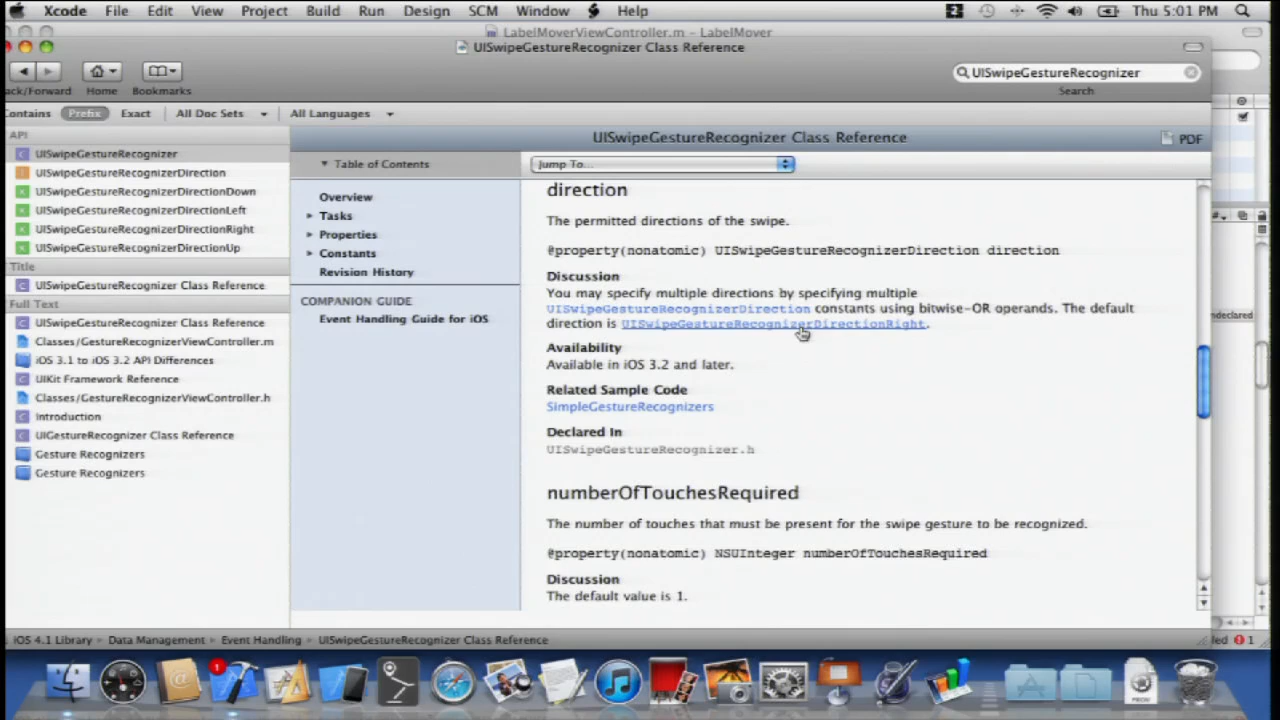 Xcode File Edit View Project Build Run Design SCM Window Help Thu 5:01 PM
LabelMoverViewController.m - LabelMover
UISwipeGestureRecognizer Class Reference
UISwipeGestureRecognizer
ack/Forward Home Bookmarks Search
Contains Prefix Exact All Doc Sets All Languages
API
UISwipeGestureRecognizer
UISwipeGestureRecognizerDirection
UISwipeGestureRecognizerDirectionDown
UISwipeGestureRecognizerDirectionLeft
UISwipeGestureRecognizerDirectionRight
UISwipeGestureRecognizerDirectionUp
Title
UISwipeGestureRecognizer Class Reference
Full Text
UISwipeGestureRecognizer Class Reference
Classes/GestureRecognizerViewController.m
iOS 3.1 to iOS 3.2 API Differences
UIKit Framework Reference
Classes/GestureRecognizerViewController.h
Introduction
UIGestureRecognizer Class Reference
Gesture Recognizers
Gesture Recognizers
UISwipeGestureRecognizer Class Reference PDF
Table of Contents
Jump To...
Overview
Tasks
Properties
Constants
Revision History
COMPANION GUIDE
Event Handling Guide for iOS
direction
The permitted directions of the swipe.
@property(nonatomic) UISwipeGestureRecognizerDirection direction
Discussion
You may specify multiple directions by specifying multiple
UISwipeGestureRecognizerDirection constants using bitwise-OR operands. The default
direction is UISwipeGestureRecognizerDirectionRight.
Availability
Available in iOS 3.2 and later.
Related Sample Code
SimpleGestureRecognizers
Declared In
UISwipeGestureRecognizer.h
numberOfTouchesRequired
The number of touches that must be present for the swipe gesture to be recognized.
@property(nonatomic) NSUInteger numberOfTouchesRequired
Discussion
The default value is 1.
declared
iOS 4.1 Library Data Management Event Handling UISwipeGestureRecognizer Class Reference
led 1
1